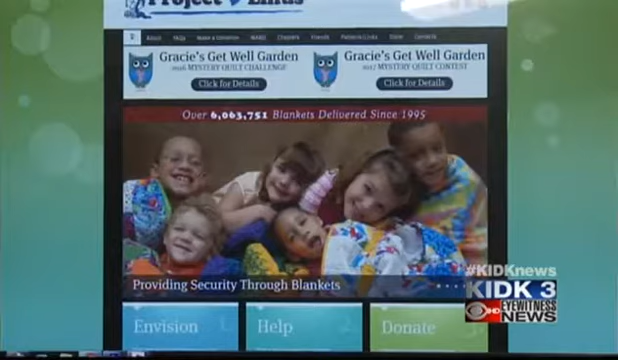 Project Linus
About FAQs Make a Difference Chapters Friends Patterns/Links Store Contacts
Gracie's Get Well Garden
2016 MYSTERY QUILT CHALLENGE
Click for Details
Gracie's Get Well Garden
2017 MYSTERY QUILT CONTEST
Click for Details
Over 6,063,751 Blankets Delivered Since 1995
Providing Security Through Blankets
Envision
Help
Donate
#KIDKnews
KIDK 3
HD
EYEWITNESS
NEWS